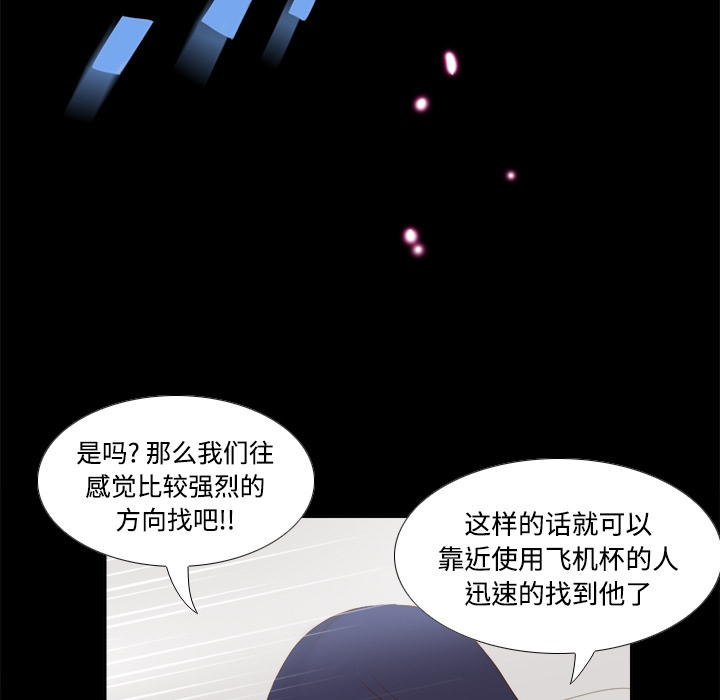 是吗? 那么我们往
感觉比较强烈的
方向找吧!!
这样的话就可以
靠近使用飞机杯的人
迅速的找到他了